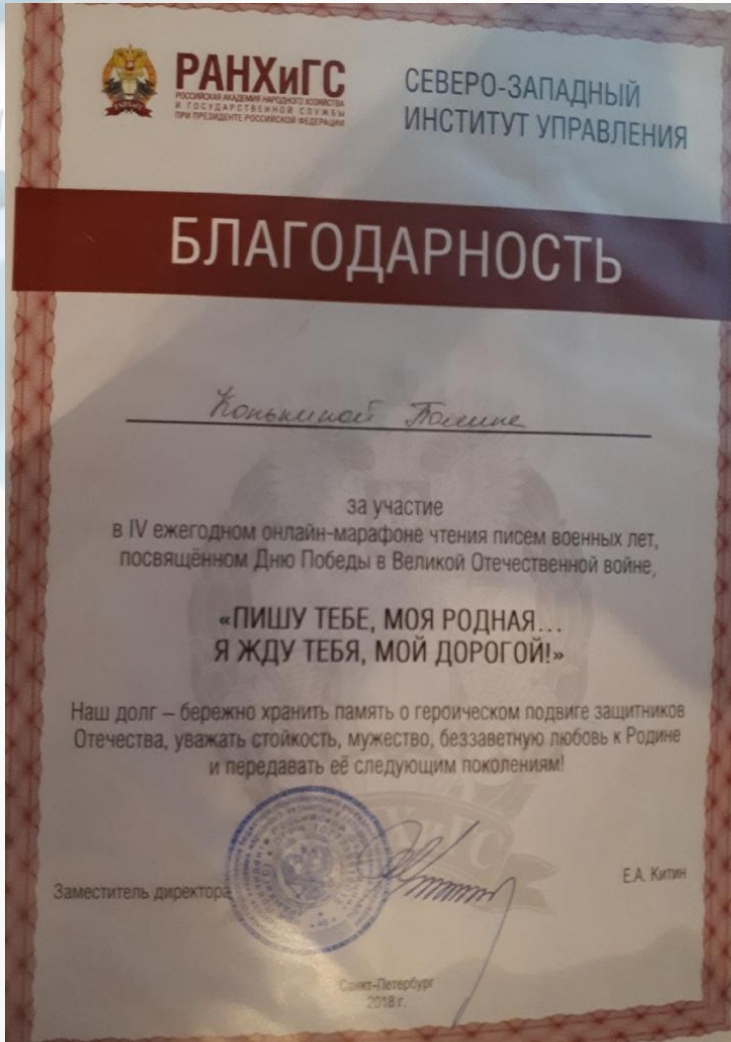 РАНХиГС
РОССИЙСКАЯ АКАДЕМИЯ НАРОДНОГО ХОЗЯЙСТВА
И ГОСУДАРСТВЕННОЙ СЛУЖБЫ
ПРИ ПРЕЗИДЕНТЕ РОССИЙСКОЙ ФЕДЕРАЦИИ
СЕВЕРО-ЗАПАДНЫЙ
ИНСТИТУТ УПРАВЛЕНИЯ
БЛАГОДАРНОСТЬ
Конькиной Полине
за участие
в IV ежегодном онлайн-марафоне чтения писем военных лет,
посвящённом Дню Победы в Великой Отечественной войне,
«ПИШУ ТЕБЕ, МОЯ РОДНАЯ...
Я ЖДУ ТЕБЯ, МОЙ ДОРОГОЙ!»
Наш долг – бережно хранить память о героическом подвиге защитников
Отечества, уважать стойкость, мужество, беззаветную любовь к Родине
и передавать её следующим поколениям!
Заместитель директора
Е.А. Китин
Санкт-Петербург
2018 г.